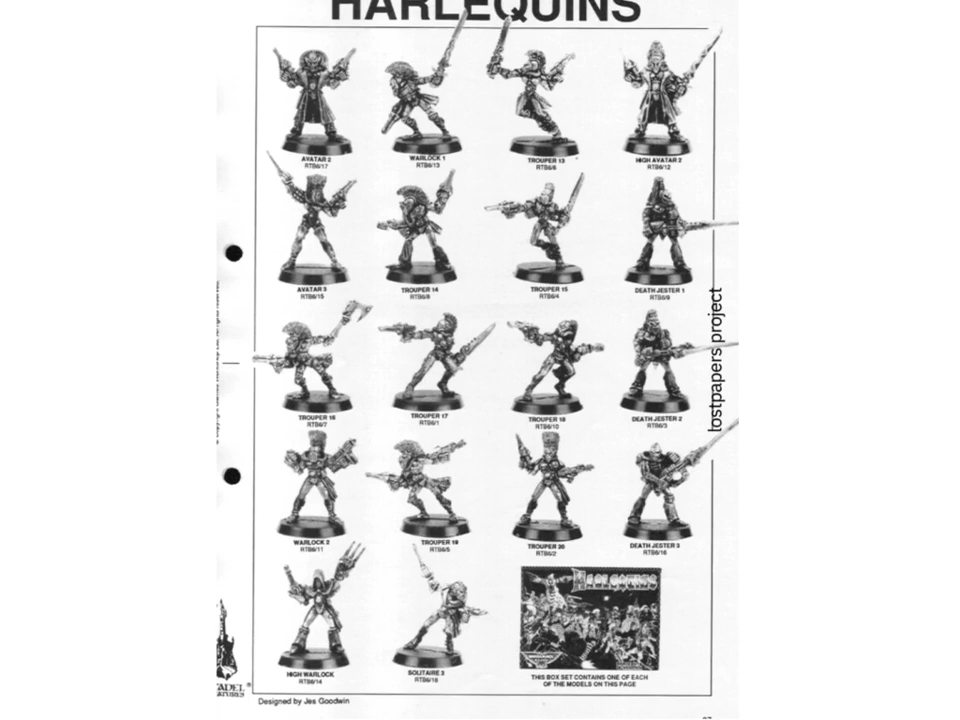 HARLEQUINS
AVATAR 2
RTB6/17
WARLOCK 1
RTB6/13
TROUPER 13
RTB6/6
HIGH AVATAR 2
RTB6/12
AVATAR 3
RTB6/15
TROUPER 14
RTB6/8
TROUPER 15
RTB6/4
DEATH JESTER 1
RTB6/9
TROUPER 16
RTB6/7
TROUPER 17
RTB6/1
TROUPER 18
RTB6/10
DEATH JESTER 2
RTB6/3
WARLOCK 2
RTB6/11
TROUPER 19
RTB6/5
TROUPER 20
RTB6/2
DEATH JESTER 3
RTB6/16
HIGH WARLOCK
RTB6/14
SOLITAIRE 3
RTB6/18
HARLEQUINS
THIS BOX SET CONTAINS ONE OF EACH
OF THE MODELS ON THIS PAGE
Designed by Jes Goodwin
lostpapers project